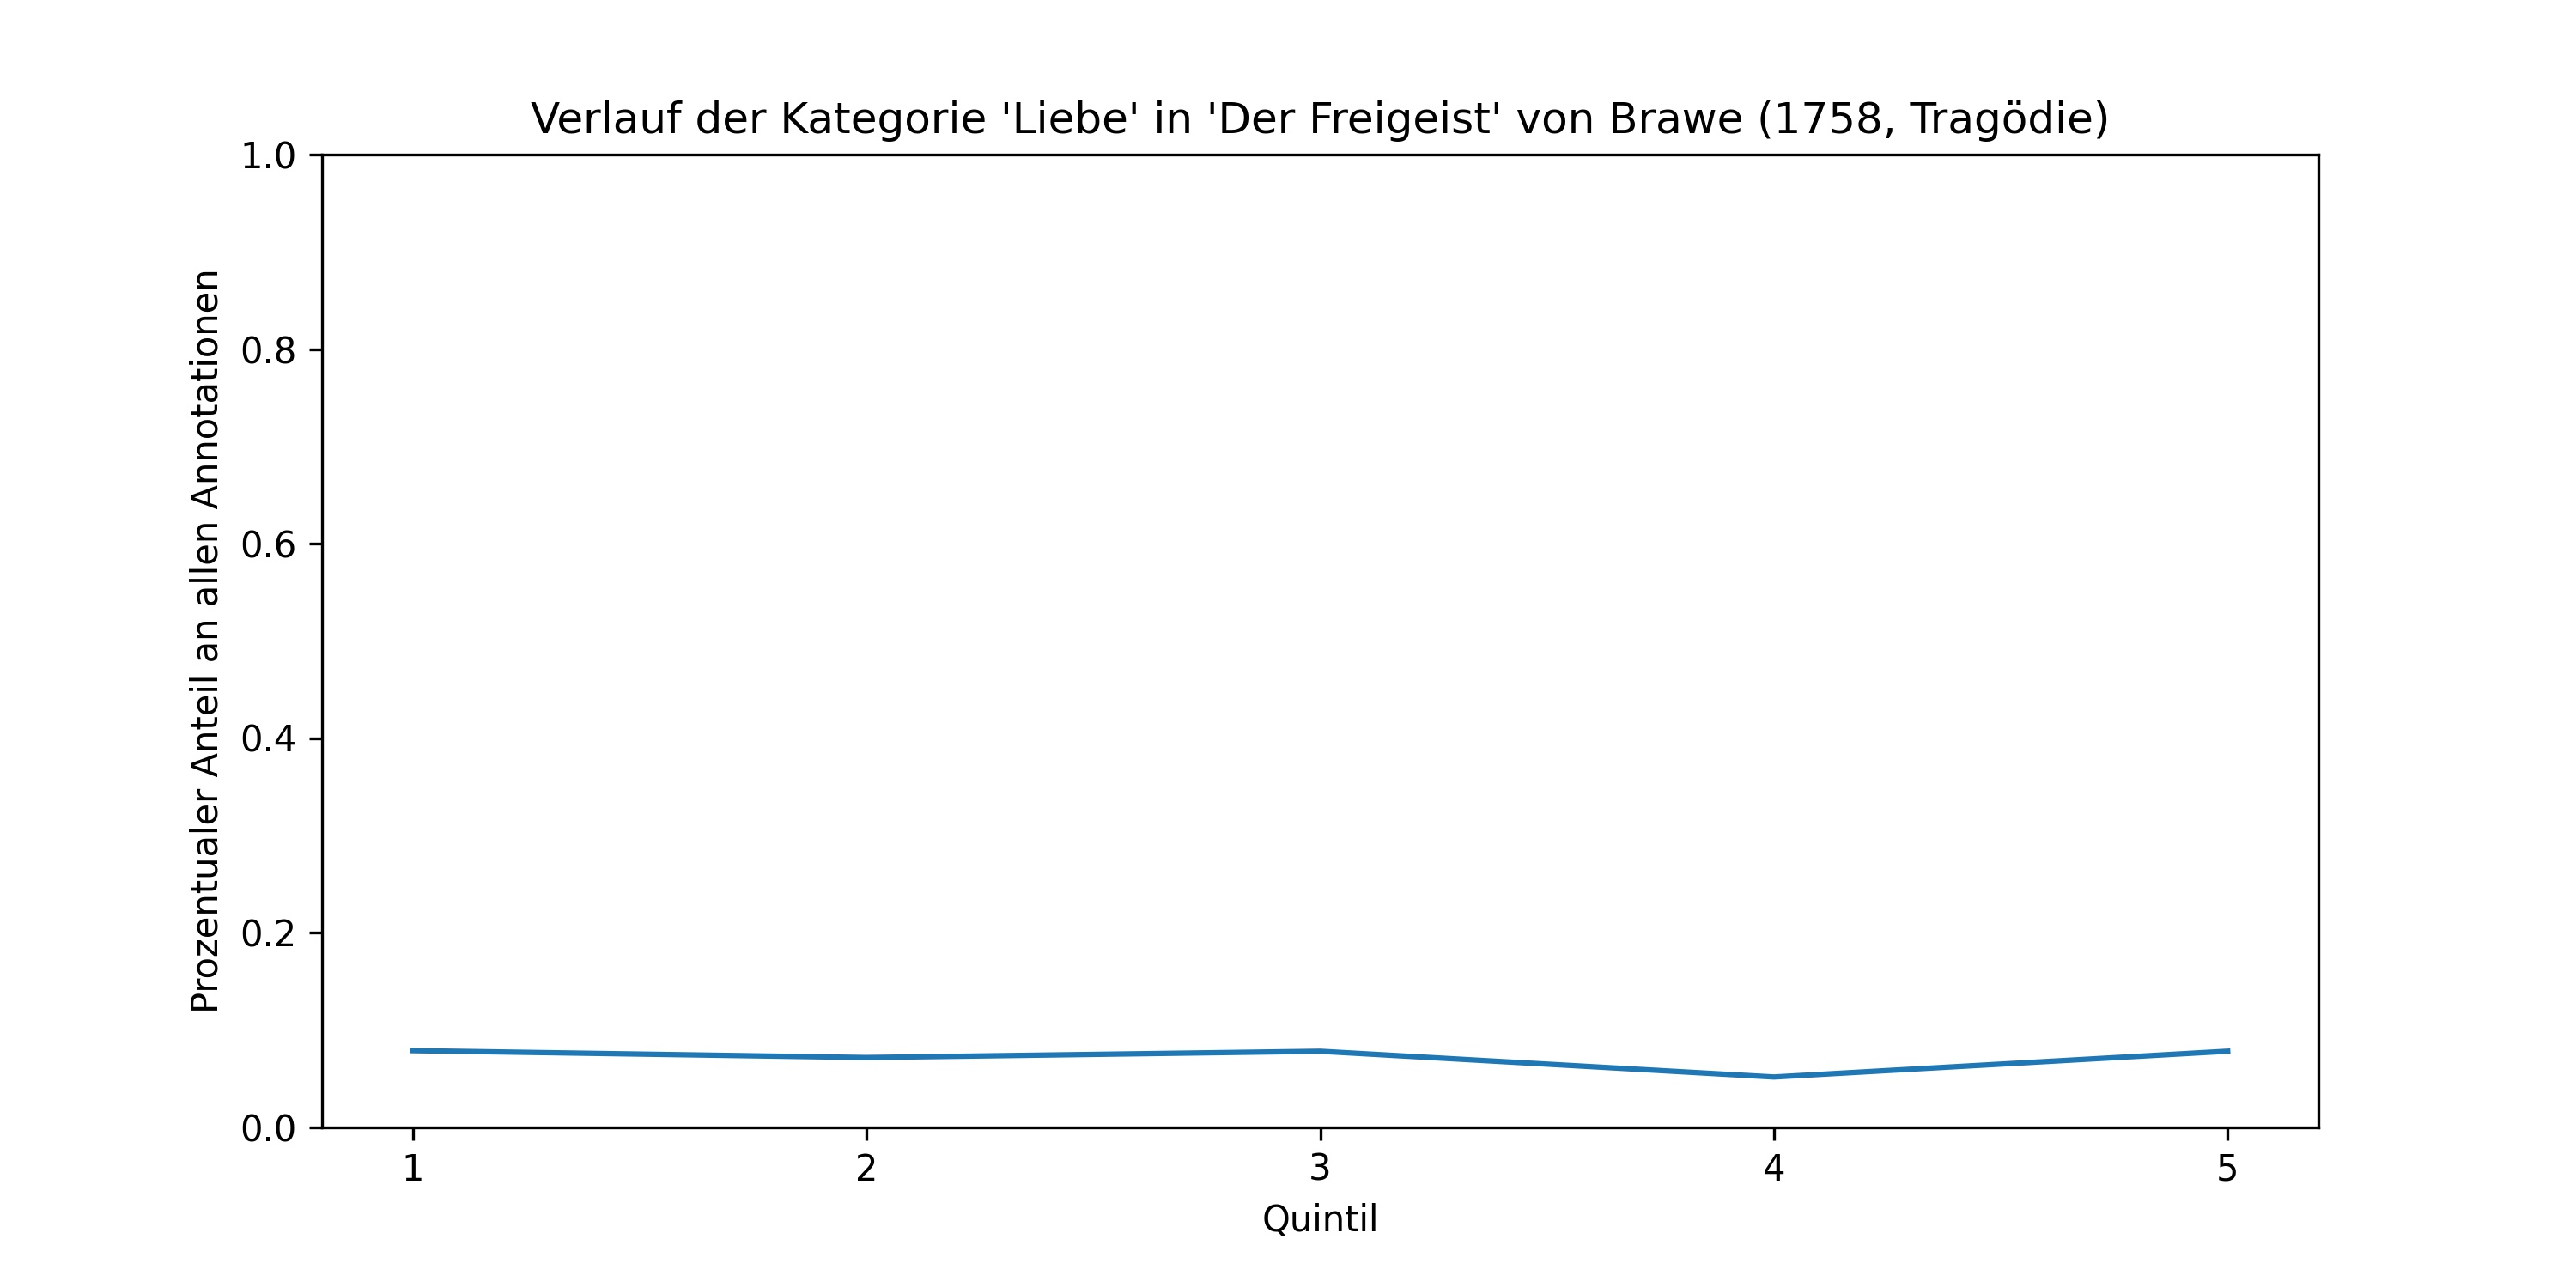 Verlauf der Kategorie 'Liebe' in 'Der Freigeist' von Brawe (1758, Tragödie)
Prozentualer Anteil an allen Annotationen
1.0
0.8
0.6
0.4
0.2
0.0
1 2 3 4 5
Quintil